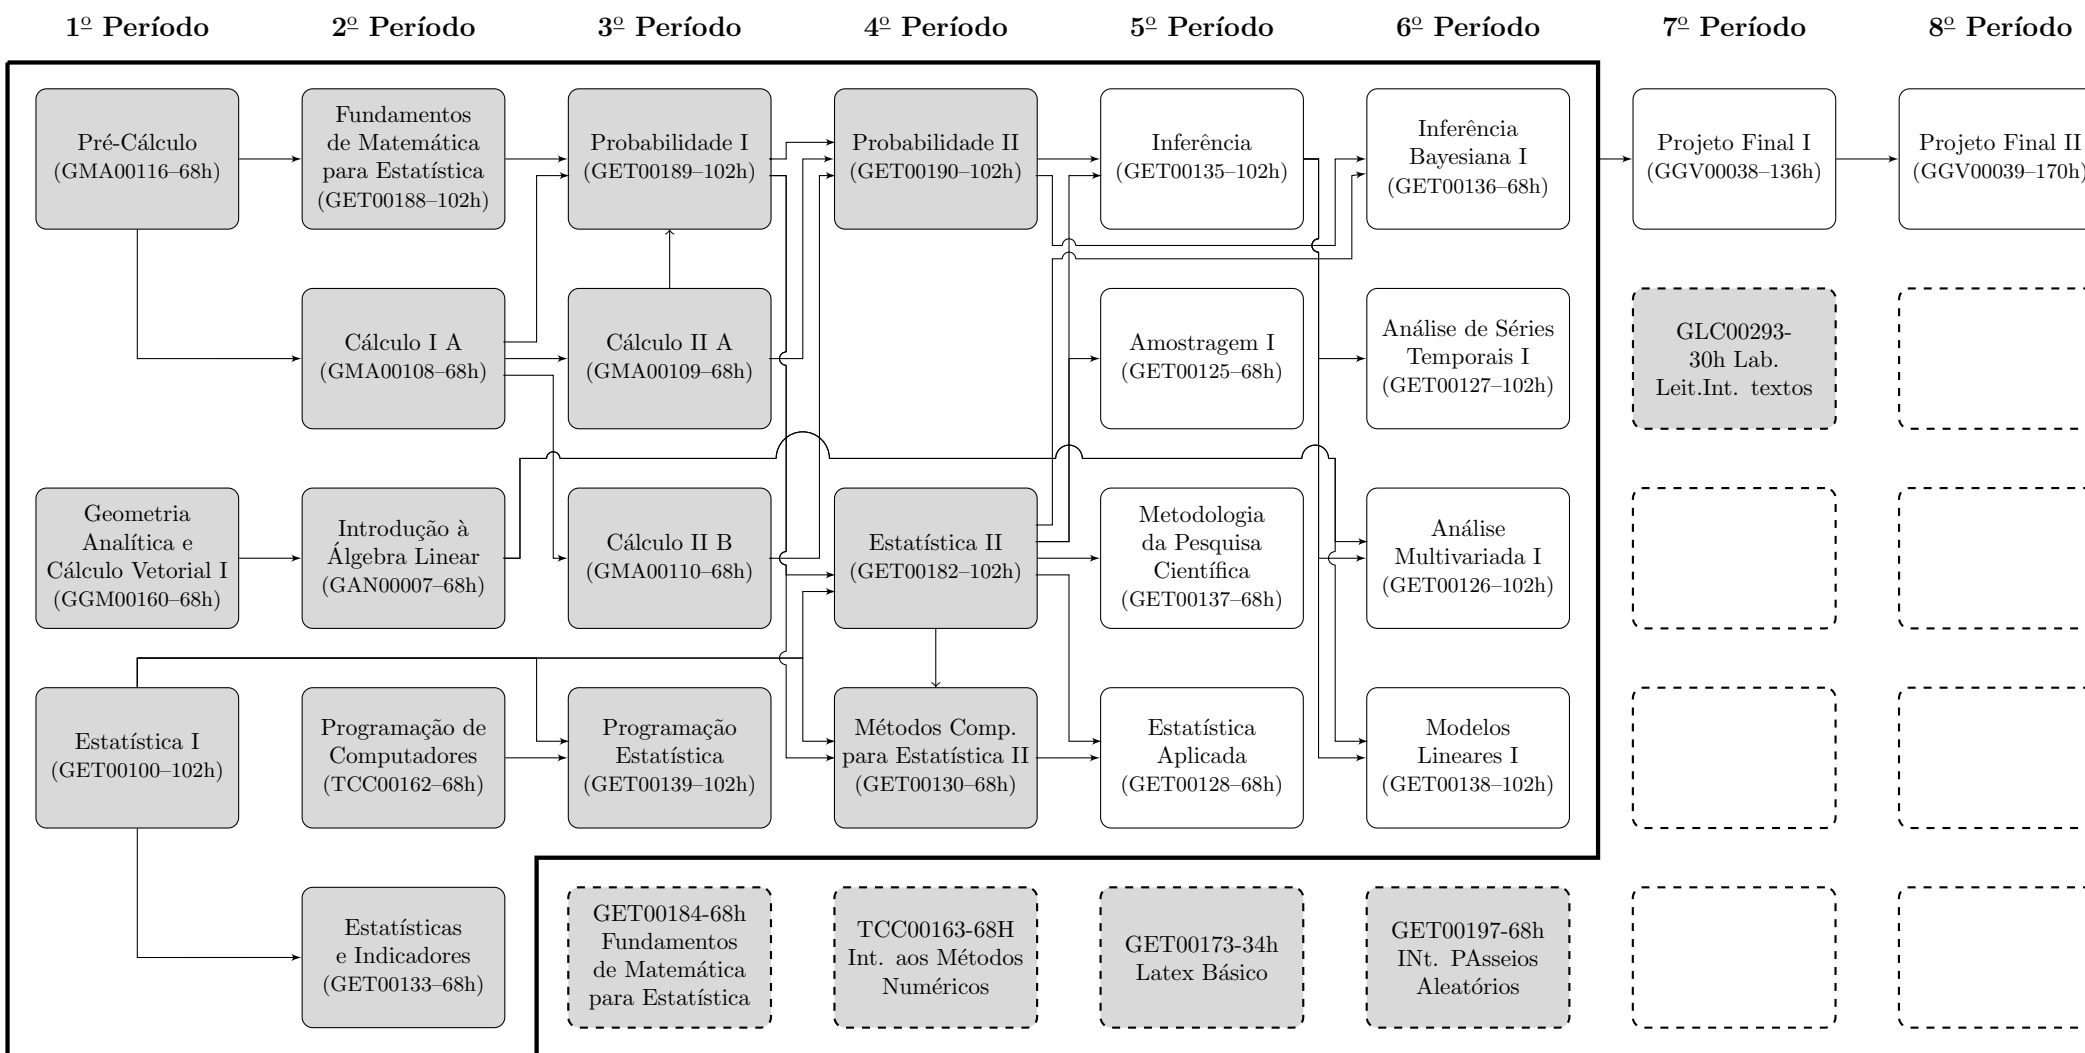 1º Período
2º Período
3º Período
4º Período
5º Período
6º Período
7º Período
8º Período
Pré-Cálculo
(GMA00116–68h)
Fundamentos
de Matemática
para Estatística
(GET00188–102h)
Probabilidade I
(GET00189–102h)
Probabilidade II
(GET00190–102h)
Inferência
(GET00135–102h)
Inferência
Bayesiana I
(GET00136–68h)
Projeto Final I
(GGV00038–136h)
Projeto Final II
(GGV00039–170h)
Cálculo I A
(GMA00108–68h)
Cálculo II A
(GMA00109–68h)
Amostragem I
(GET00125–68h)
Análise de Séries
Temporais I
(GET00127–102h)
GLC00293-
30h Lab.
Leit.Int. textos
Geometria
Analítica e
Cálculo Vetorial I
(GGM00160–68h)
Introdução à
Álgebra Linear
(GAN00007–68h)
Cálculo II B
(GMA00110–68h)
Estatística II
(GET00182–102h)
Metodologia
da Pesquisa
Científica
(GET00137–68h)
Análise
Multivariada I
(GET00126–102h)
Estatística I
(GET00100–102h)
Programação de
Computadores
(TCC00162–68h)
Programação
Estatística
(GET00139–102h)
Métodos Comp.
para Estatística II
(GET00130–68h)
Estatística
Aplicada
(GET00128–68h)
Modelos
Lineares I
(GET00138–102h)
Estatísticas
e Indicadores
(GET00133–68h)
GET00184-68h
Fundamentos
de Matemática
para Estatística
TCC00163-68H
Int. aos Métodos
Numéricos
GET00173-34h
Latex Básico
GET00197-68h
INt. PAsseios
Aleatórios